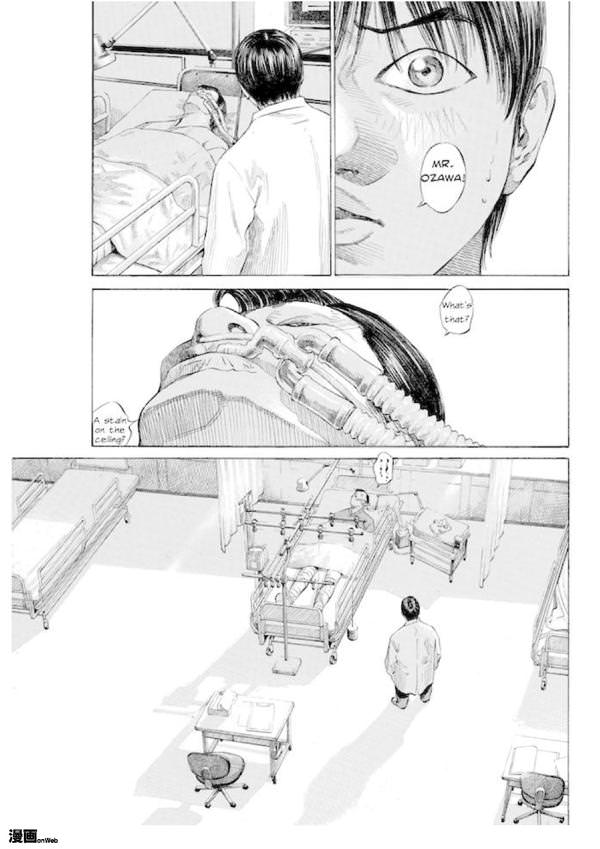 MR.
OZAWA!
What's
that?
A stain
on the
ceiling?
漫画onWeb